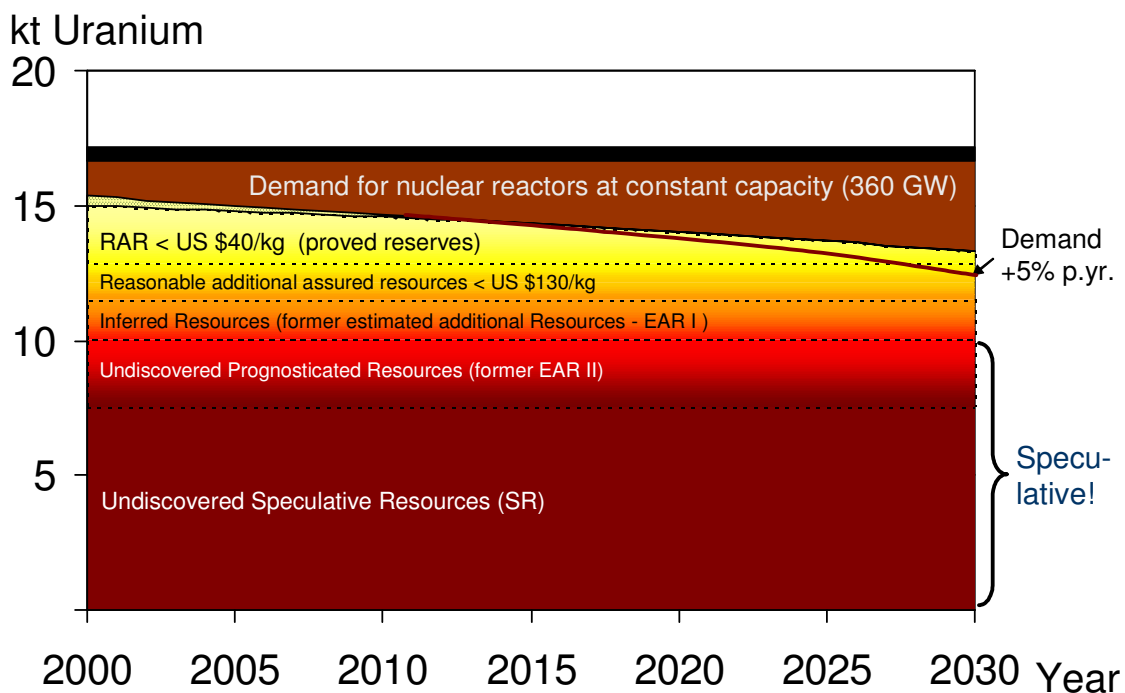 kt Uranium
20
15
10
5
Demand for nuclear reactors at constant capacity (360 GW)
RAR < US $40/kg (proved reserves)
Reasonable additional assured resources < US $130/kg
Inferred Resources (former estimated additional Resources - EAR I )
Undiscovered Prognosticated Resources (former EAR II)
Undiscovered Speculative Resources (SR)
Demand
+5% p.yr.
Specu-
lative!
2000 2005 2010 2015 2020 2025 2030 Year